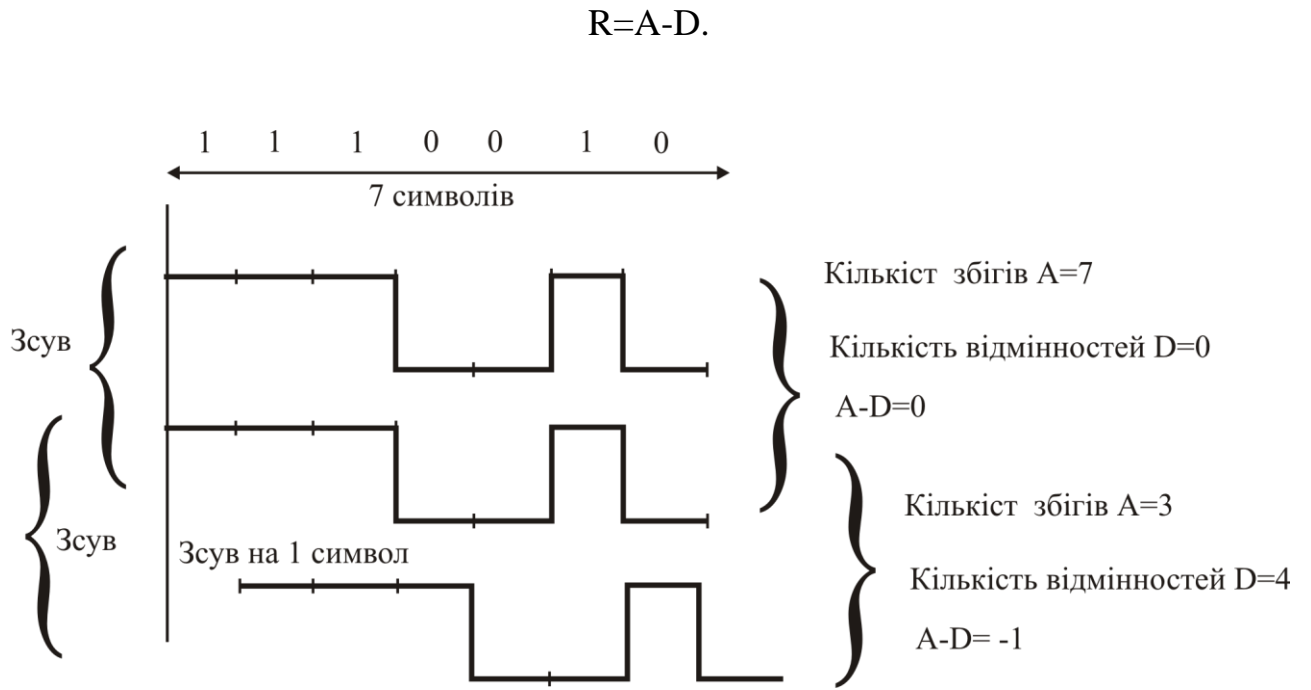 R=A-D.
1 1 1 0 0 1 0
7 символів
Кількіст збігів A=7
Зсув
Кількість відмінностей D=0
A-D=0
Кількіст збігів A=3
Зсув
Зсув на 1 символ
Кількість відмінностей D=4
A-D= -1